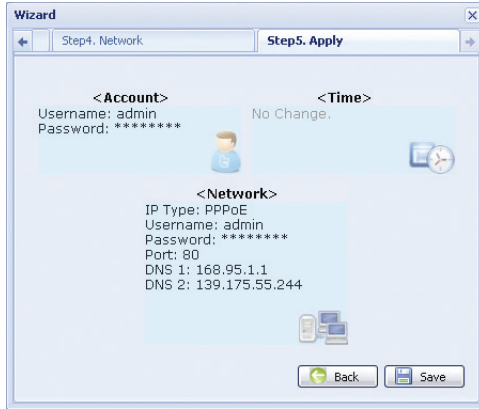 Wizard
Step4. Network
Step5. Apply
<Account>
Username: admin
Password: ********
<Time>
No Change.
<Network>
IP Type: PPPoE
Username: admin
Password: ********
Port: 80
DNS 1: 168.95.1.1
DNS 2: 139.175.55.244
Back
Save